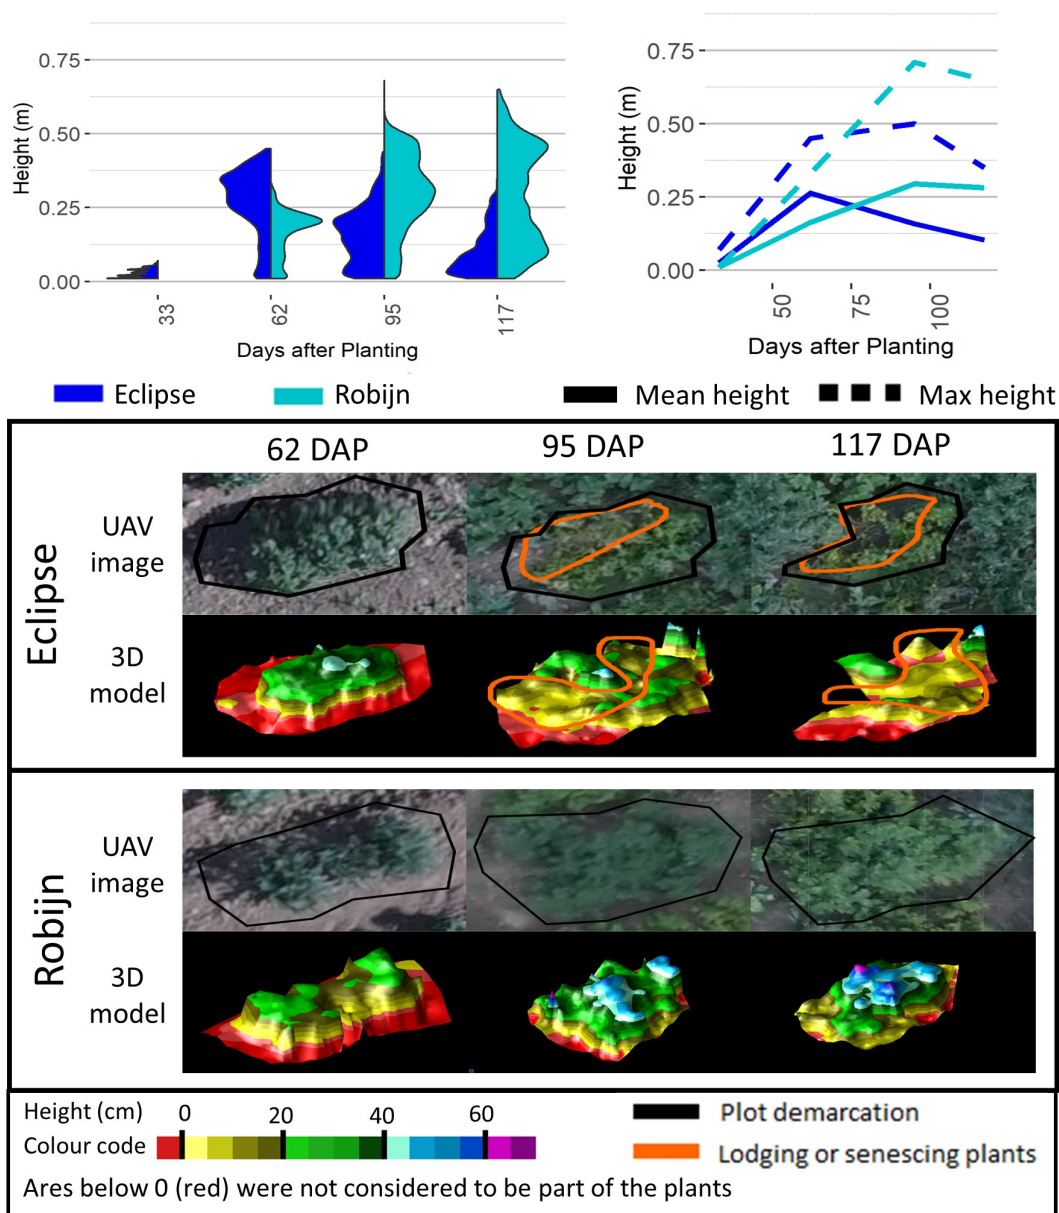 0.75
0.50
0.25
0.00
Height (m)
33
62
95
117
Days after Planting
0.75
0.50
0.25
0.00
Height (m)
50
75
100
Days after Planting
Eclipse
Robijn
Mean height
Max height
62 DAP
95 DAP
117 DAP
Eclipse
UAV
image
3D
model
Robijn
UAV
image
3D
model
Height (cm)
0
20
40
60
Colour code
Plot demarcation
Lodging or senescing plants
Ares below 0 (red) were not considered to be part of the plants